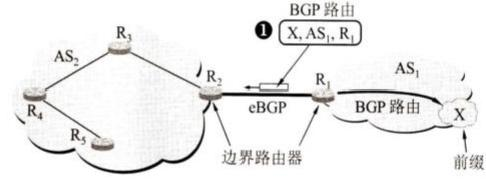 BGP 路由
❶ X, AS₁, R₁
AS₂
R₃
R₂
R₁
AS₁
R₄
eBGP
BGP 路由
X
R₅
边界路由器
前缀